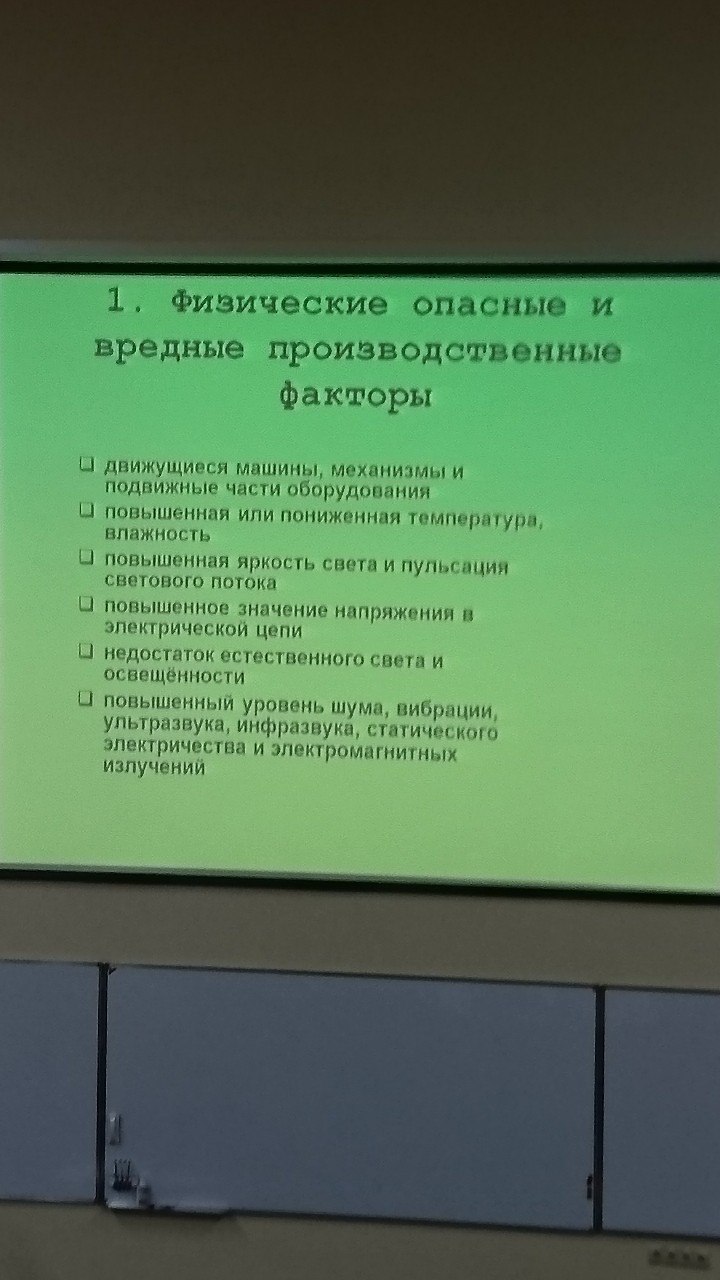 1. Физические опасные и
вредные производственные
факторы
❑ движущиеся машины, механизмы и
подвижные части оборудования
❑ повышенная или пониженная температура,
влажность
❑ повышенная яркость света и пульсация
светового потока
❑ повышенное значение напряжения в
электрической цепи
❑ недостаток естественного света и
освещённости
❑ повышенный уровень шума, вибрации,
ультразвука, инфразвука, статического
электричества и электромагнитных
излучений